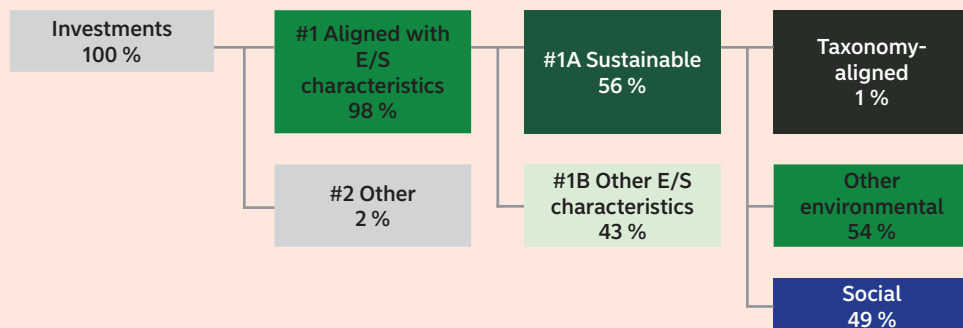 Investments
100 %
#1 Aligned with
E/S
characteristics
98 %
#1A Sustainable
56 %
Taxonomy-
aligned
1 %
#2 Other
2 %
#1B Other E/S
characteristics
43 %
Other
environmental
54 %
Social
49 %